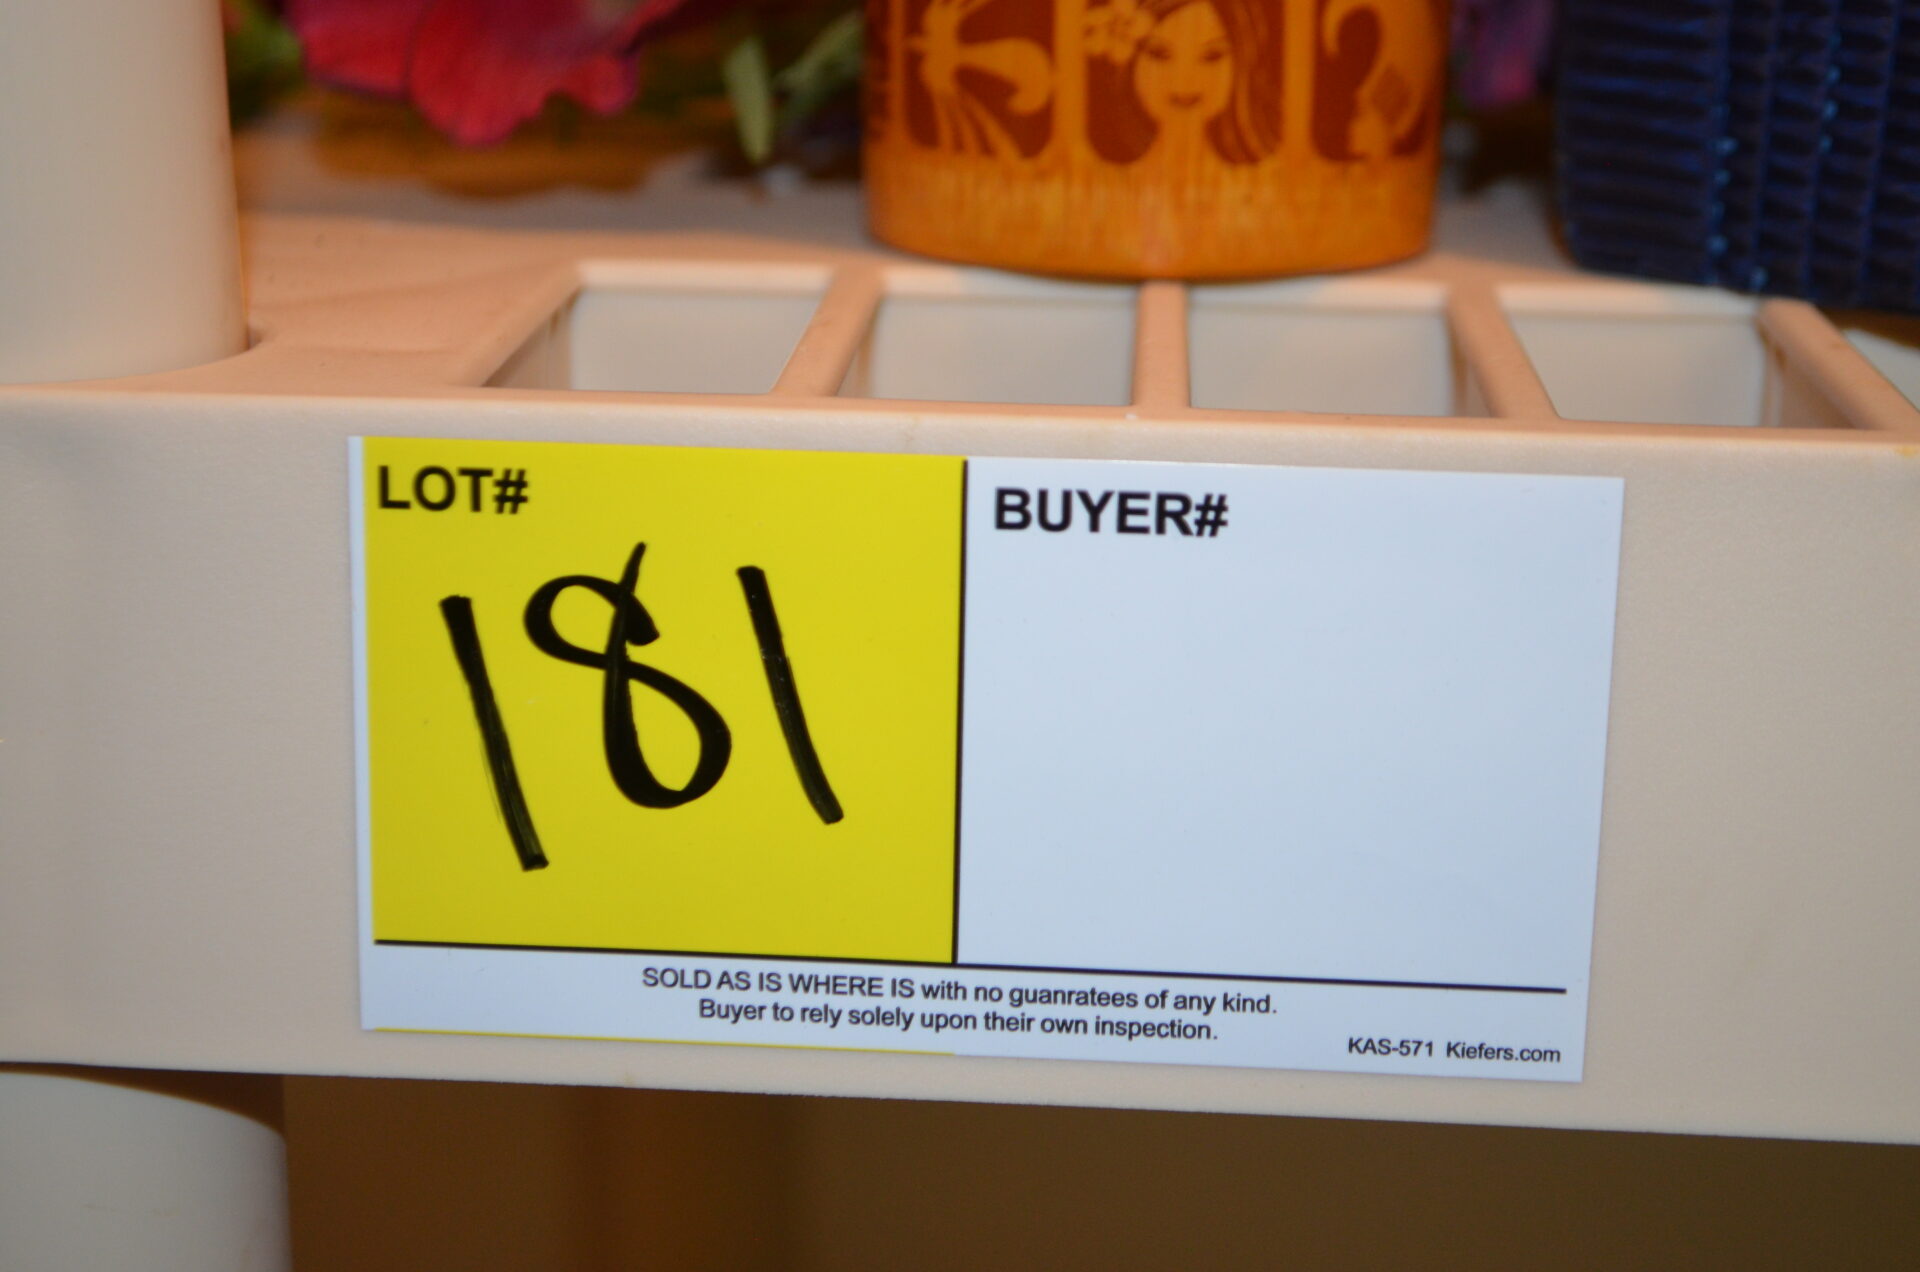 LOT#
BUYER#
181
SOLD AS IS WHERE IS with no guanratees of any kind.
Buyer to rely solely upon their own inspection.
KAS-571 Kiefers.com